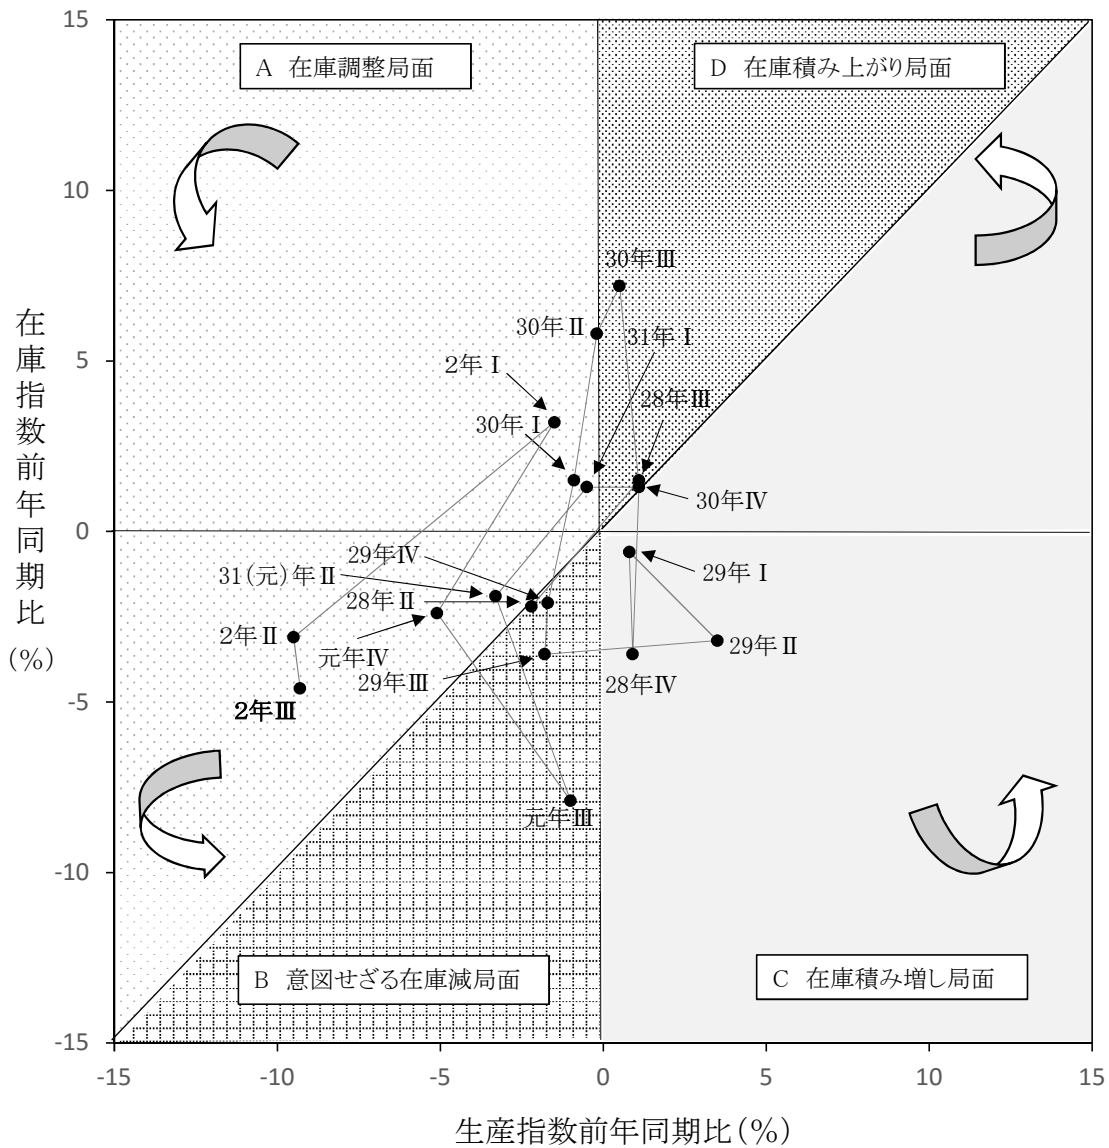 15
A 在庫調整局面
D 在庫積み上がり局面
10
30年Ⅲ
30年Ⅱ
31年Ⅰ
5
2年Ⅰ
28年Ⅲ
30年Ⅰ
30年Ⅳ
0
29年Ⅳ
29年Ⅰ
31(元)年Ⅱ
28年Ⅱ
2年Ⅱ
元年Ⅳ
29年Ⅱ
29年Ⅲ
28年Ⅳ
2年Ⅲ
-5
元年Ⅲ
-10
B 意図せざる在庫減局面
C 在庫積み増し局面
-15
-15 -10 -5 0 5 10 15
在庫指数前年同期比(%)
生産指数前年同期比(%)